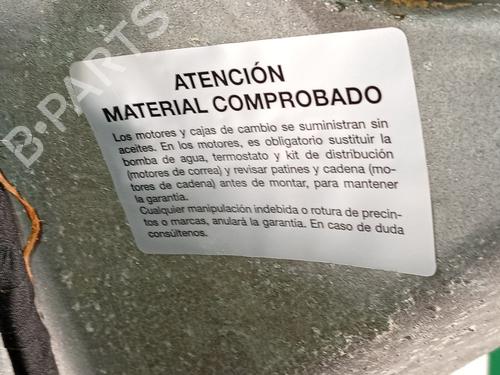 B-PARTS
ATENCIÓN
MATERIAL COMPROBADO
Los motores y cajas de cambio se suministran sin
aceites. En los motores, es obligatorio sustituir la
bomba de agua, termostato y kit de distribución
(motores de correa) y revisar patines y cadena (mo-
tores de cadena) antes de montar, para mantener
la garantía.
Cualquier manipulación indebida o rotura de precin-
tos o marcas, anulará la garantía. En caso de duda
consúltenos.